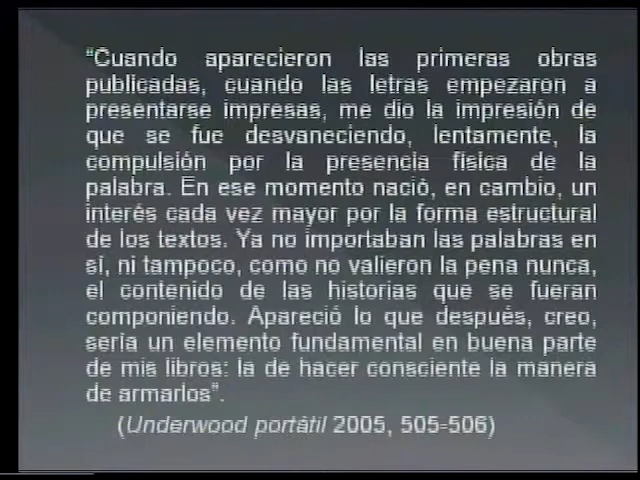 “Cuando aparecieron las primeras obras
publicadas, cuando las letras empezaron a
presentarse impresas, me dio la impresión de
que se fue desvaneciendo, lentamente, la
compulsión por la presencia física de la
palabra. En ese momento nació, en cambio, un
interés cada vez mayor por la forma estructural
de los textos. Ya no importaban las palabras en
sí, ni tampoco, como no valieron la pena nunca,
el contenido de las historias que se fueran
componiendo. Apareció lo que después, creo,
sería un elemento fundamental en buena parte
de mis libros: la de hacer consciente la manera
de armarlos”.
(Underwood portátil 2005, 505-506)